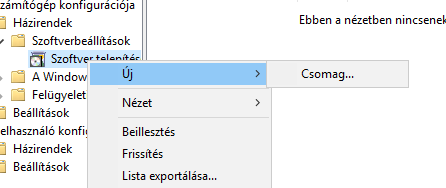 zámítógép konfigurációja
Házirendek
Szoftverbeállítások
Szoftver telepítés
A Window
Felügyelet
Beállítások
elhasználó konfig
Házirendek
Beállítások
Ebben a nézetben nincsenek
Új
Csomag...
Nézet
Beillesztés
Frissítés
Lista exportálása...